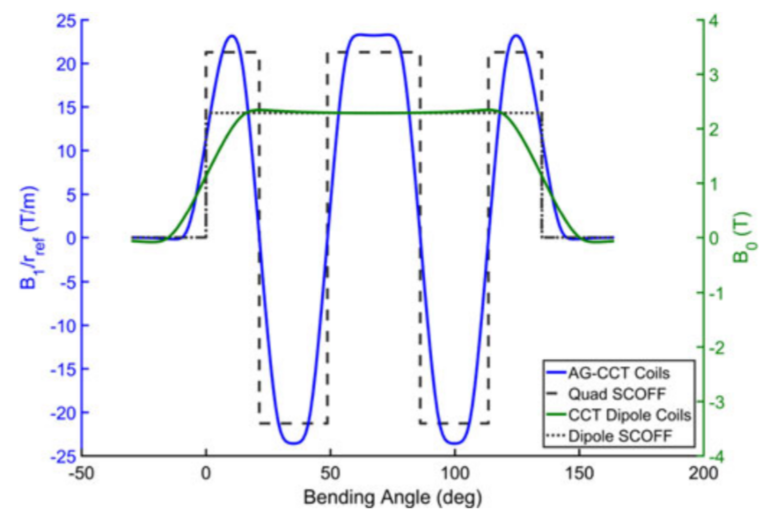 25
20
15
10
5
0
-5
-10
-15
-20
-25
B1/rref (T/m)
4
3
2
1
0
-1
-2
-3
-4
B0 (T)
AG-CCT Coils
Quad SCOFF
CCT Dipole Coils
Dipole SCOFF
-50 0 50 100 150 200
Bending Angle (deg)